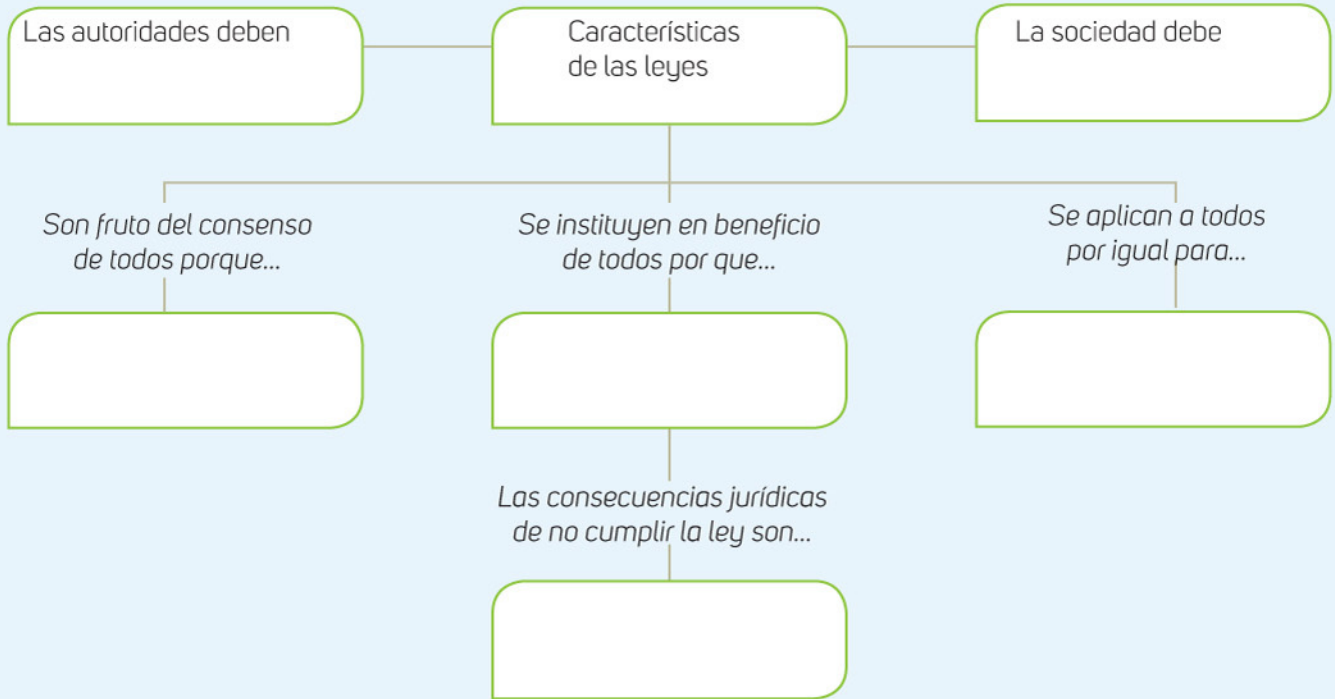 Las autoridades deben
Características
de las leyes
La sociedad debe
Son fruto del consenso
de todos porque...
Se instituyen en beneficio
de todos por que...
Se aplican a todos
por igual para...
Las consecuencias jurídicas
de no cumplir la ley son...